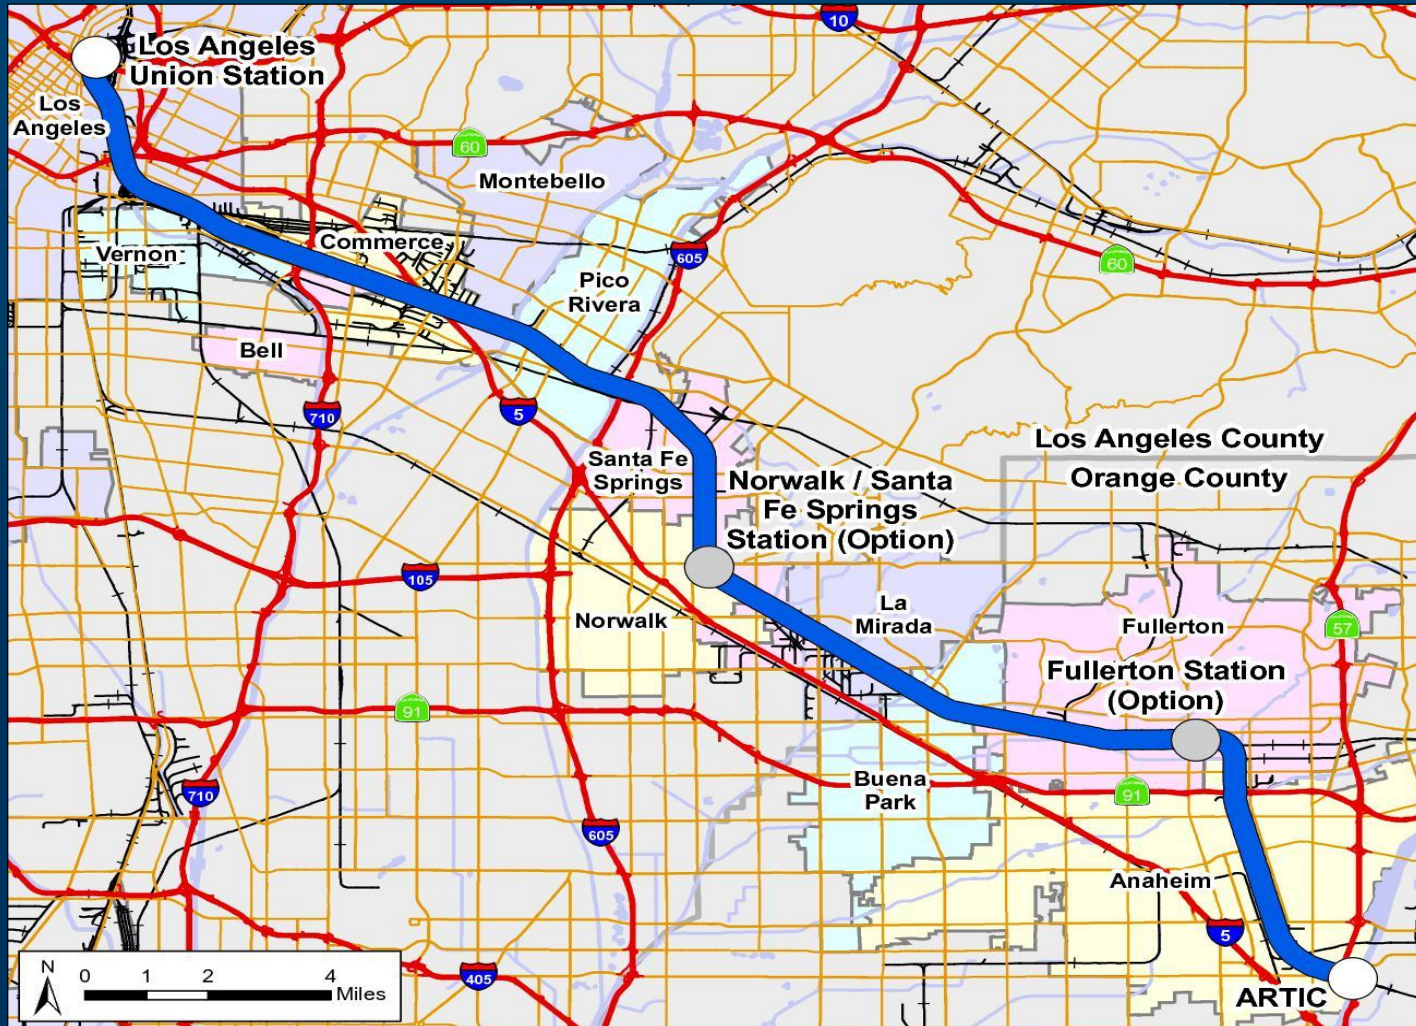 10
Los Angeles
Union Station
Los
Angeles
60
Montebello
Vernon
Commerce
605
60
Pico
Rivera
Bell
710
5
Los Angeles County
Orange County
Santa Fe
Springs
Norwalk / Santa
Fe Springs
Station (Option)
105
La
Mirada
Norwalk
Fullerton
57
Fullerton Station
(Option)
91
Buena
Park
91
710
605
Anaheim
5
N
0 1 2 4
Miles
405
ARTIC